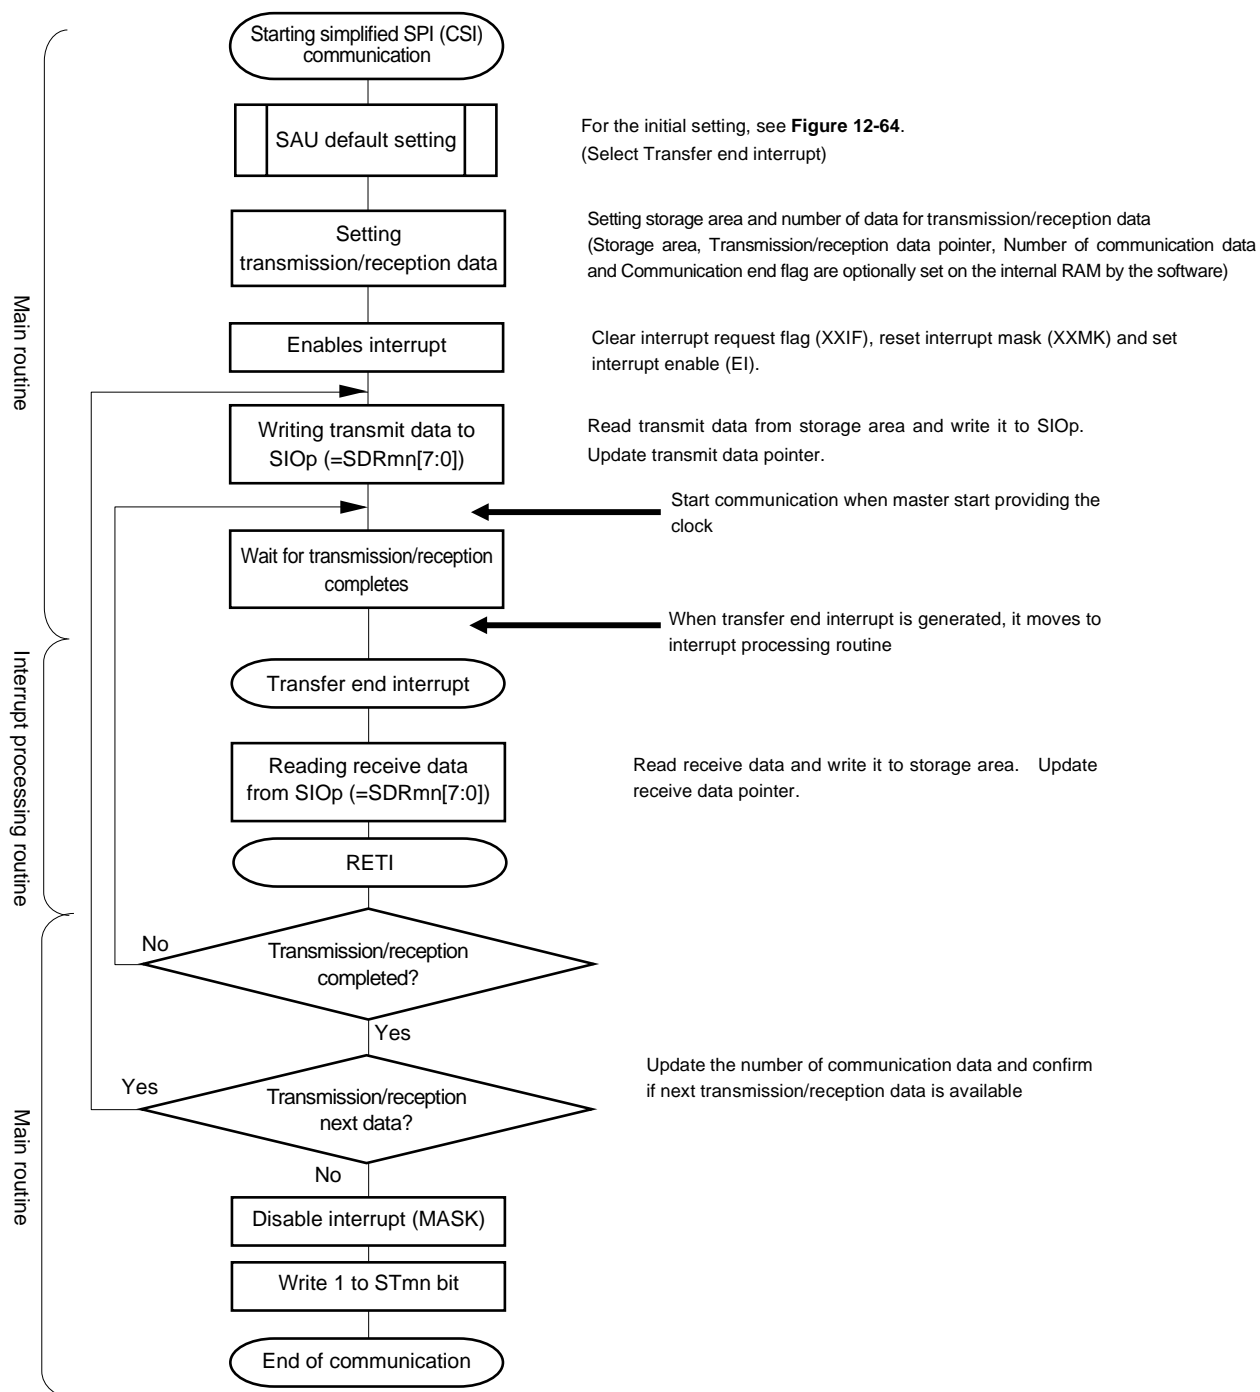 Starting simplified SPI (CSI)
communication
SAU default setting
For the initial setting, see Figure 12-64.
(Select Transfer end interrupt)
Setting
transmission/reception data
Setting storage area and number of data for transmission/reception data
(Storage area, Transmission/reception data pointer, Number of communication data
and Communication end flag are optionally set on the internal RAM by the software)
Main routine
Enables interrupt
Clear interrupt request flag (XXIF), reset interrupt mask (XXMK) and set
interrupt enable (EI).
Writing transmit data to
SIOp (=SDRmn[7:0])
Read transmit data from storage area and write it to SIOp.
Update transmit data pointer.
Start communication when master start providing the
clock
Wait for transmission/reception
completes
When transfer end interrupt is generated, it moves to
interrupt processing routine
Interrupt processing routine
Transfer end interrupt
Reading receive data
from SIOp (=SDRmn[7:0])
Read receive data and write it to storage area. Update
receive data pointer.
RETI
No
Transmission/reception
completed?
Yes
Main routine
Yes
Transmission/reception
next data?
Update the number of communication data and confirm
if next transmission/reception data is available
No
Disable interrupt (MASK)
Write 1 to STmn bit
End of communication